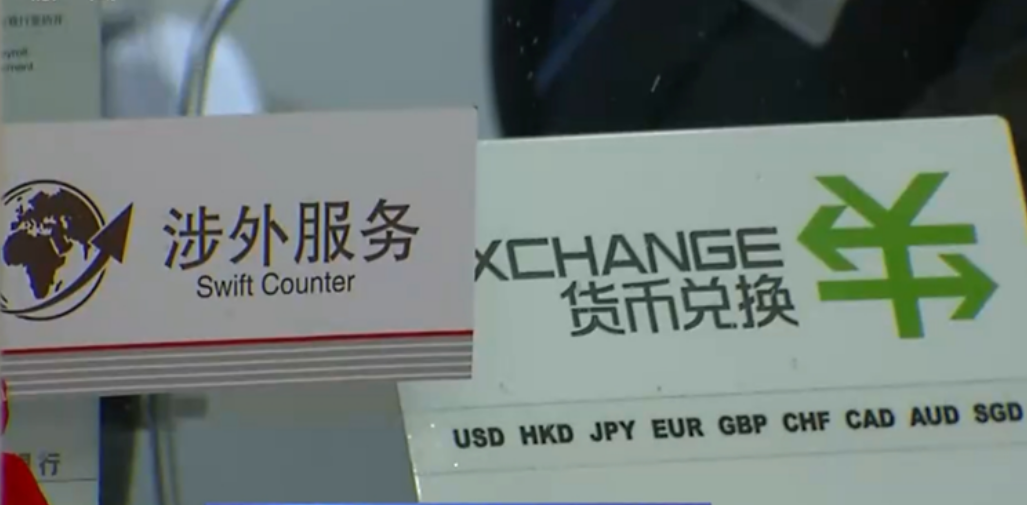 涉外服务
Swift Counter
XCHANGE
货币兑换
USD HKD JPY EUR GBP CHF CAD AUD SGD
行